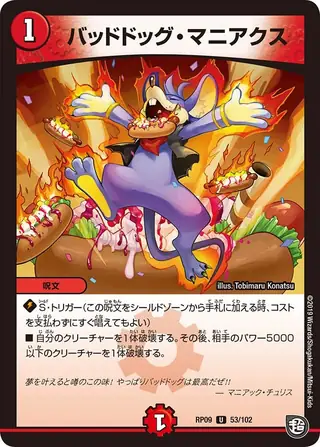 1
バッドドッグ・マニアクス
illus. Tobimaru Konatsu
呪文
S・トリガー(この呪文をシールドゾーンから手札に加える時、コスト
を支払わずにすぐ唱えてもよい)
■自分のクリーチャーを1体破壊する。その後、相手のパワー5000
以下のクリーチャーを1体破壊する。
夢を叶えると噂のこの味! やっぱりバッドドッグは最高だぜ!!
── マニアック・チュリス
RP09 U 53/102
©2019 Wizards/Shogakukan/Mitsui-Kids